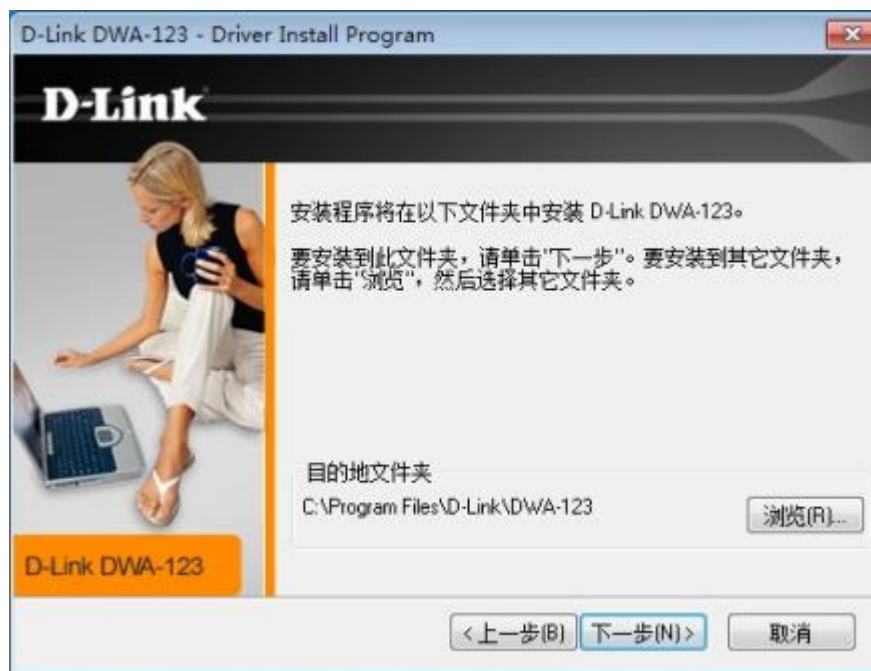 D-Link DWA-123 - Driver Install Program
D-Link
安装程序将在以下文件夹中安装 D-Link DWA-123。
要安装到此文件夹，请单击"下一步"。要安装到其它文件夹，
请单击"浏览"，然后选择其它文件夹。
目的地文件夹
C:\Program Files\D-Link\DWA-123
浏览(R)...
D-Link DWA-123
<上一步(B)
下一步(N)>
取消